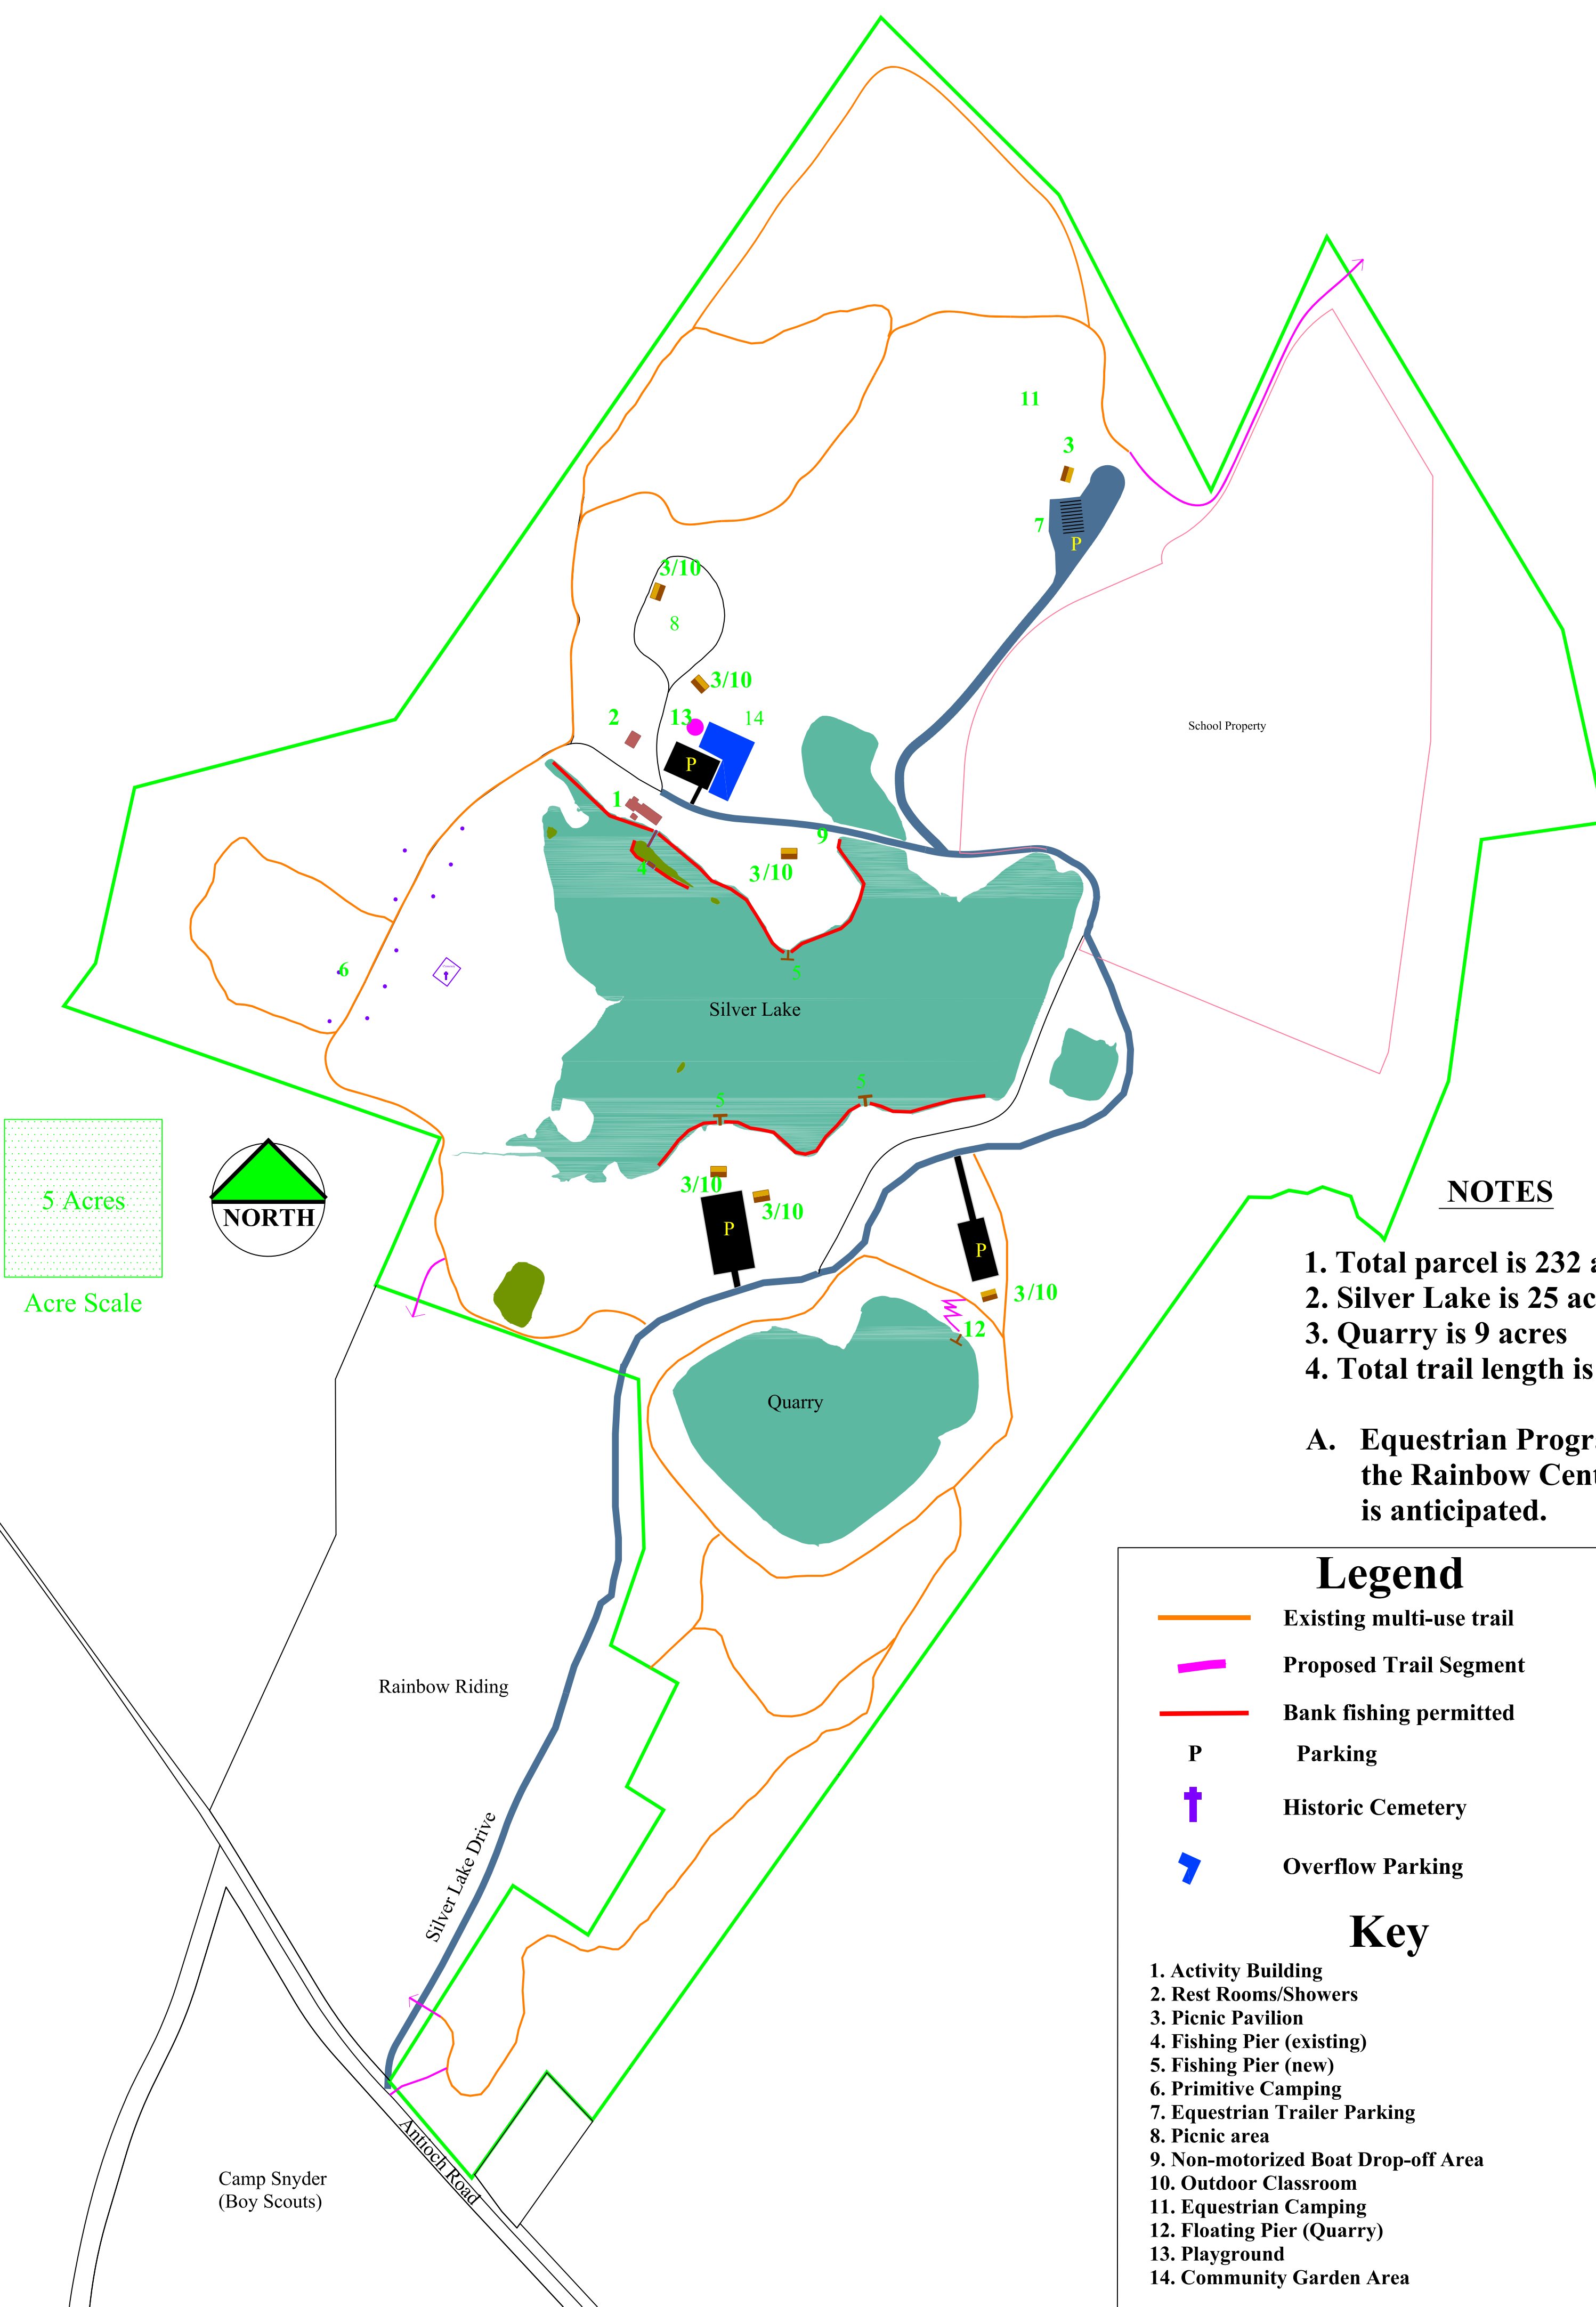 11
3
7
P
3/10
8
3/10
2
13
14
P
School Property
1
9
4
3/10
6
5
Silver Lake
5
5
5 Acres
Acre Scale
NORTH
3/10
3/10
P
P
3/10
12
Quarry
NOTES
1. Total parcel is 232 a
2. Silver Lake is 25 ac
3. Quarry is 9 acres
4. Total trail length is
A. Equestrian Progr
the Rainbow Cent
is anticipated.
Rainbow Riding
Silver Lake Drive
Antioch Road
Camp Snyder
(Boy Scouts)
Legend
Existing multi-use trail
Proposed Trail Segment
Bank fishing permitted
P Parking
Historic Cemetery
Overflow Parking
Key
1. Activity Building
2. Rest Rooms/Showers
3. Picnic Pavilion
4. Fishing Pier (existing)
5. Fishing Pier (new)
6. Primitive Camping
7. Equestrian Trailer Parking
8. Picnic area
9. Non-motorized Boat Drop-off Area
10. Outdoor Classroom
11. Equestrian Camping
12. Floating Pier (Quarry)
13. Playground
14. Community Garden Area